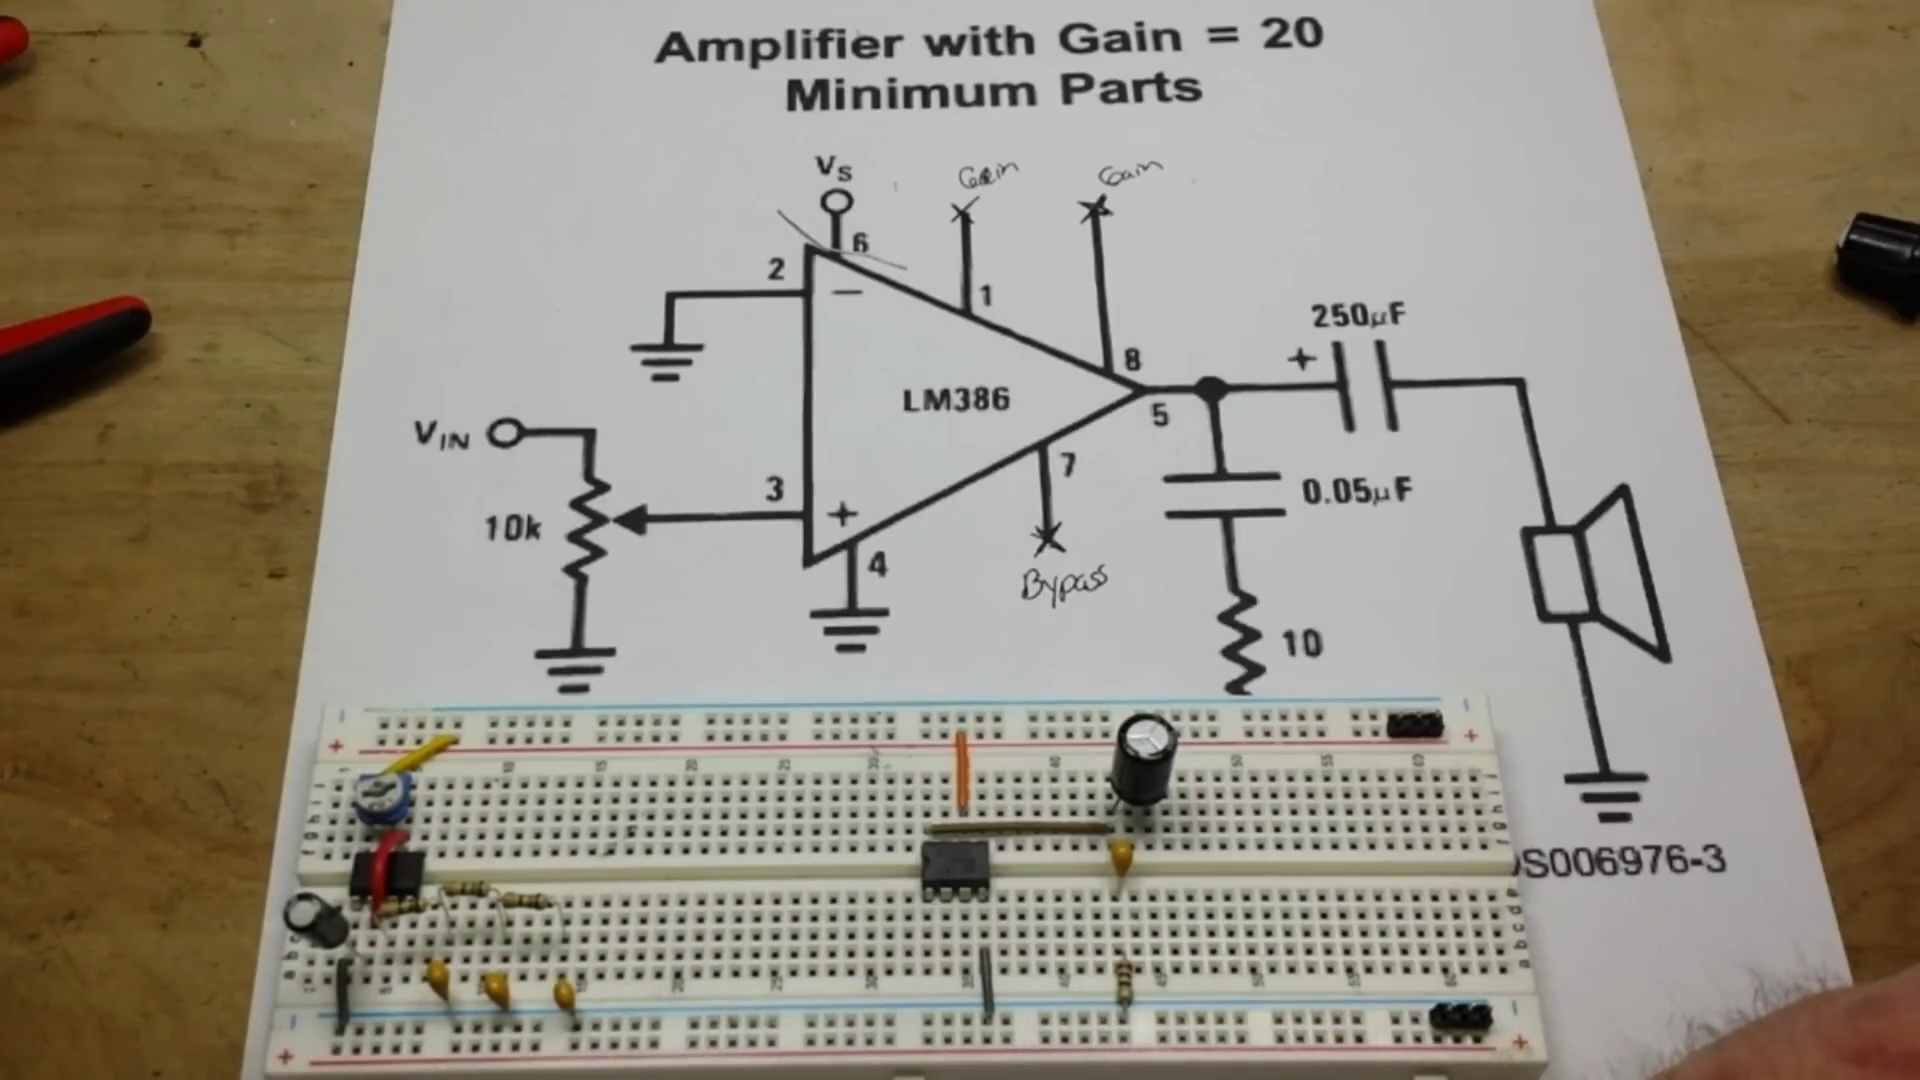 Amplifier with Gain = 20
Minimum Parts
VS
Gain
Gain
6
2
−
1
250µF
+
8
LM386
5
VIN
7
3
0.05µF
10k
+
4
Bypass
10
S006976-3